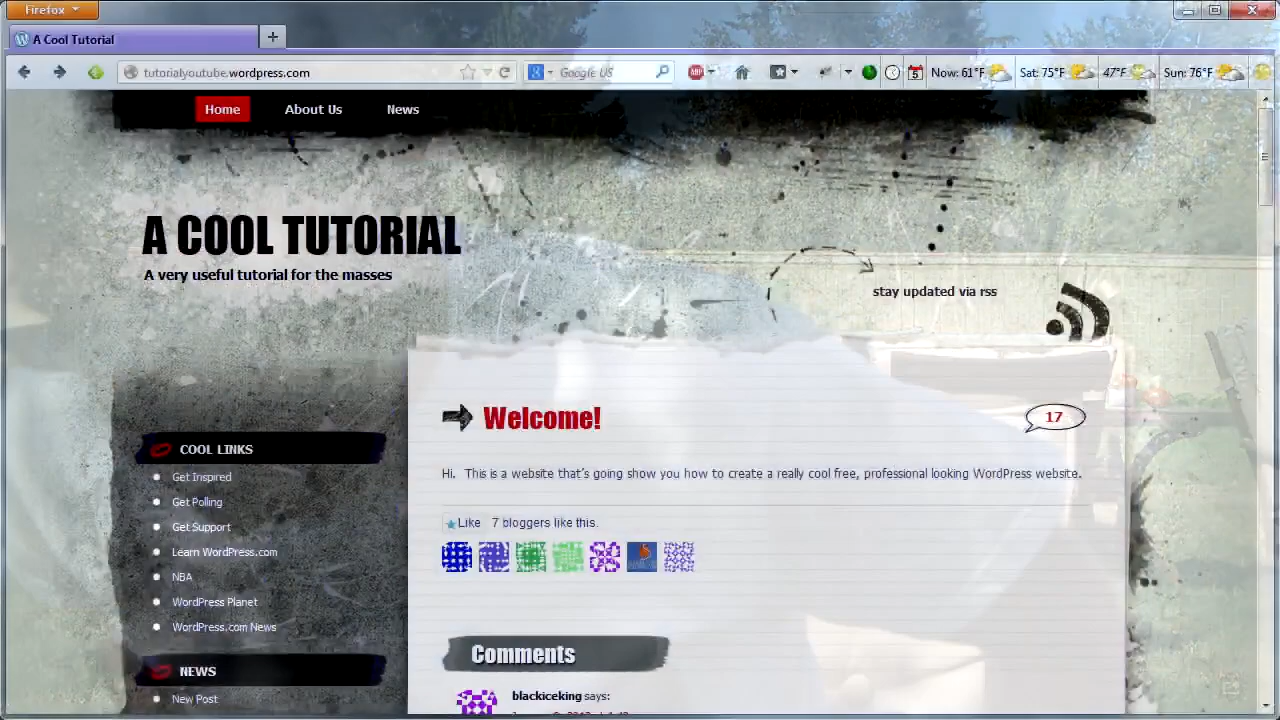 Firefox
A Cool Tutorial
tutorialyoutube.wordpress.com
Google US
ABP
5
Now: 61°F
Sat: 75°F
47°F
Sun: 76°F
Home
About Us
News
A COOL TUTORIAL
A very useful tutorial for the masses
stay updated via rss
Welcome!
17
Hi. This is a website that's going show you how to create a really cool free, professional looking WordPress website.
Like 7 bloggers like this.
COOL LINKS
Get Inspired
Get Polling
Get Support
Learn WordPress.com
NBA
WordPress Planet
WordPress.com News
NEWS
New Post
Comments
blackiceking says: